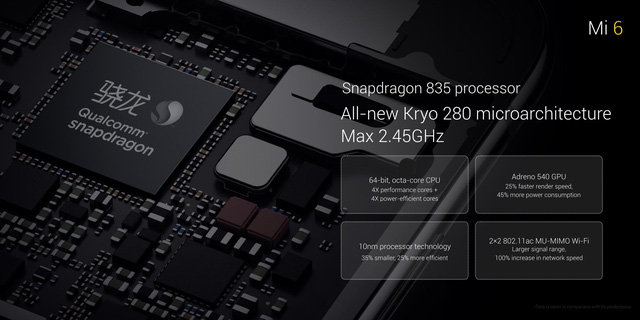 Mi 6
骁龙
Qualcomm
snapdragon
Snapdragon 835 processor
All-new Kryo 280 microarchitecture
Max 2.45GHz
64-bit, octa-core CPU
4X performance cores +
4X power-efficient cores
Adreno 540 GPU
25% faster render speed,
45% more power consumption
10nm processor technology
35% smaller, 25% more efficient
2×2 802.11ac MU-MIMO Wi-Fi
Larger signal range,
100% increase in network speed